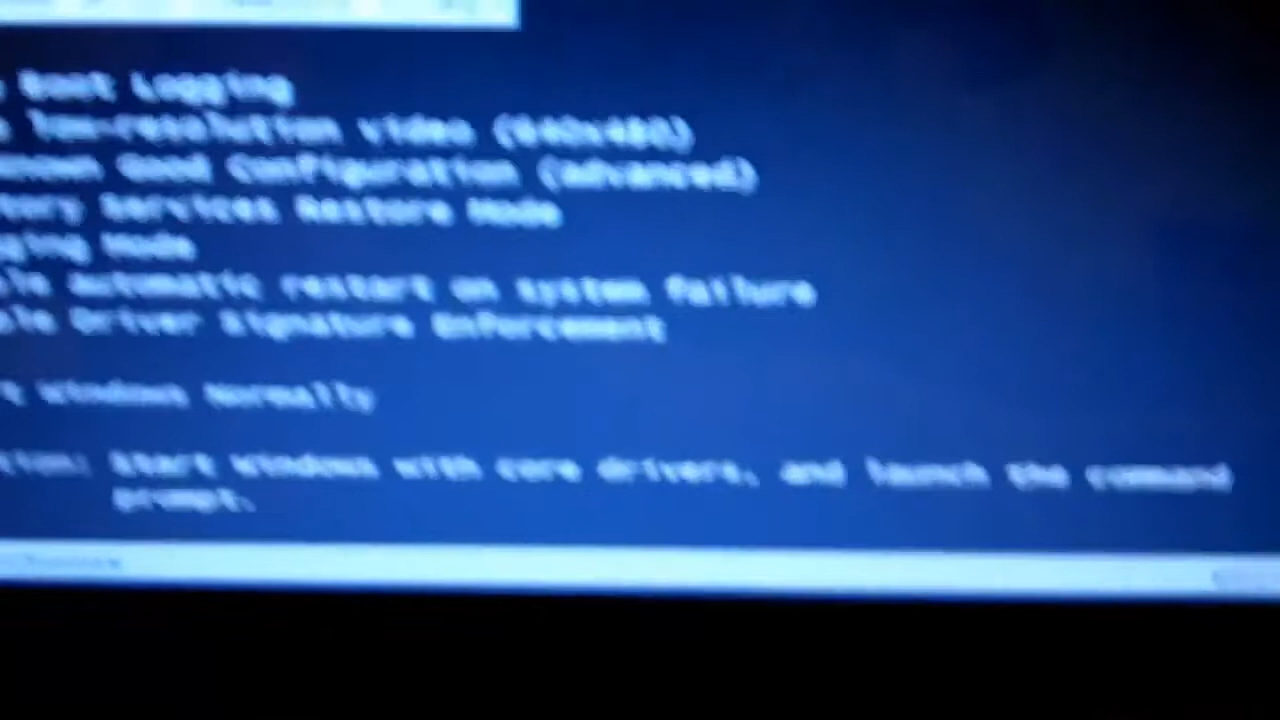 Boot Logging
low-resolution video (640x480)
Good Configuration (advanced)
Services Restore Mode
Mode
automatic restart on system failure
Driver Signature Enforcement
Windows Normally
Start Windows with core drivers, and launch the command
prompt.